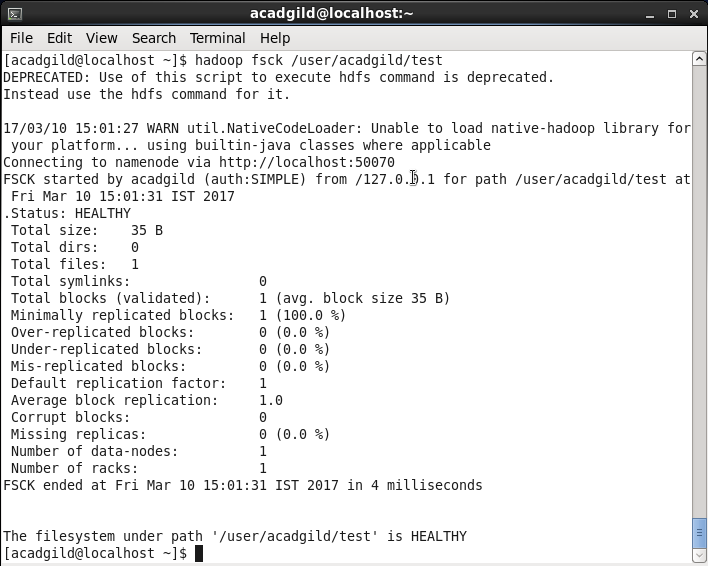 acadgild@localhost:~
File Edit View Search Terminal Help
[acadgild@localhost ~]$ hadoop fsck /user/acadgild/test
DEPRECATED: Use of this script to execute hdfs command is deprecated.
Instead use the hdfs command for it.
17/03/10 15:01:27 WARN util.NativeCodeLoader: Unable to load native-hadoop library for
your platform... using builtin-java classes where applicable
Connecting to namenode via http://localhost:50070
FSCK started by acadgild (auth:SIMPLE) from /127.0.0.1 for path /user/acadgild/test at
Fri Mar 10 15:01:31 IST 2017
.Status: HEALTHY
Total size: 35 B
Total dirs: 0
Total files: 1
Total symlinks: 0
Total blocks (validated): 1 (avg. block size 35 B)
Minimally replicated blocks: 1 (100.0 %)
Over-replicated blocks: 0 (0.0 %)
Under-replicated blocks: 0 (0.0 %)
Mis-replicated blocks: 0 (0.0 %)
Default replication factor: 1
Average block replication: 1.0
Corrupt blocks: 0
Missing replicas: 0 (0.0 %)
Number of data-nodes: 1
Number of racks: 1
FSCK ended at Fri Mar 10 15:01:31 IST 2017 in 4 milliseconds
The filesystem under path '/user/acadgild/test' is HEALTHY
[acadgild@localhost ~]$